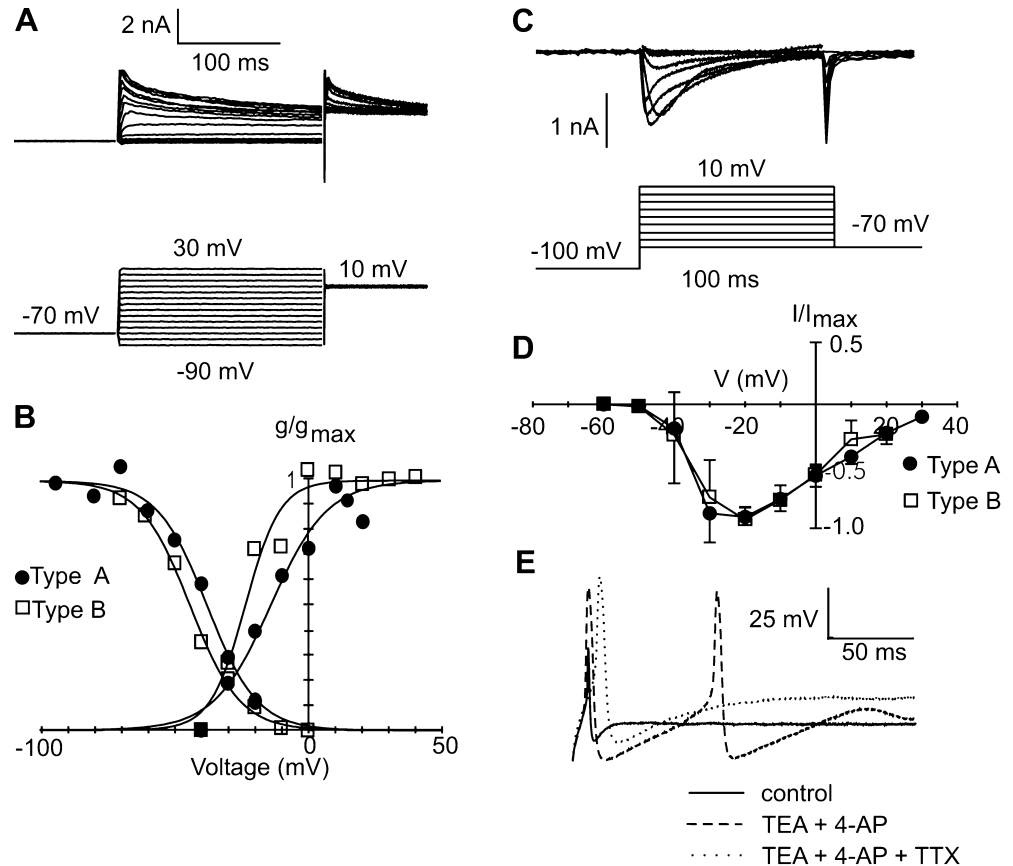 A
2 nA
100 ms
30 mV
10 mV
-70 mV
-90 mV
B
g/gmax
1
Type A
Type B
-100
0
50
Voltage (mV)
C
1 nA
10 mV
-70 mV
-100 mV
100 ms
D
I/Imax
0.5
V (mV)
-80
-60
-40
-20
20
40
-0.5
-1.0
Type A
Type B
E
25 mV
50 ms
control
TEA + 4-AP
TEA + 4-AP + TTX